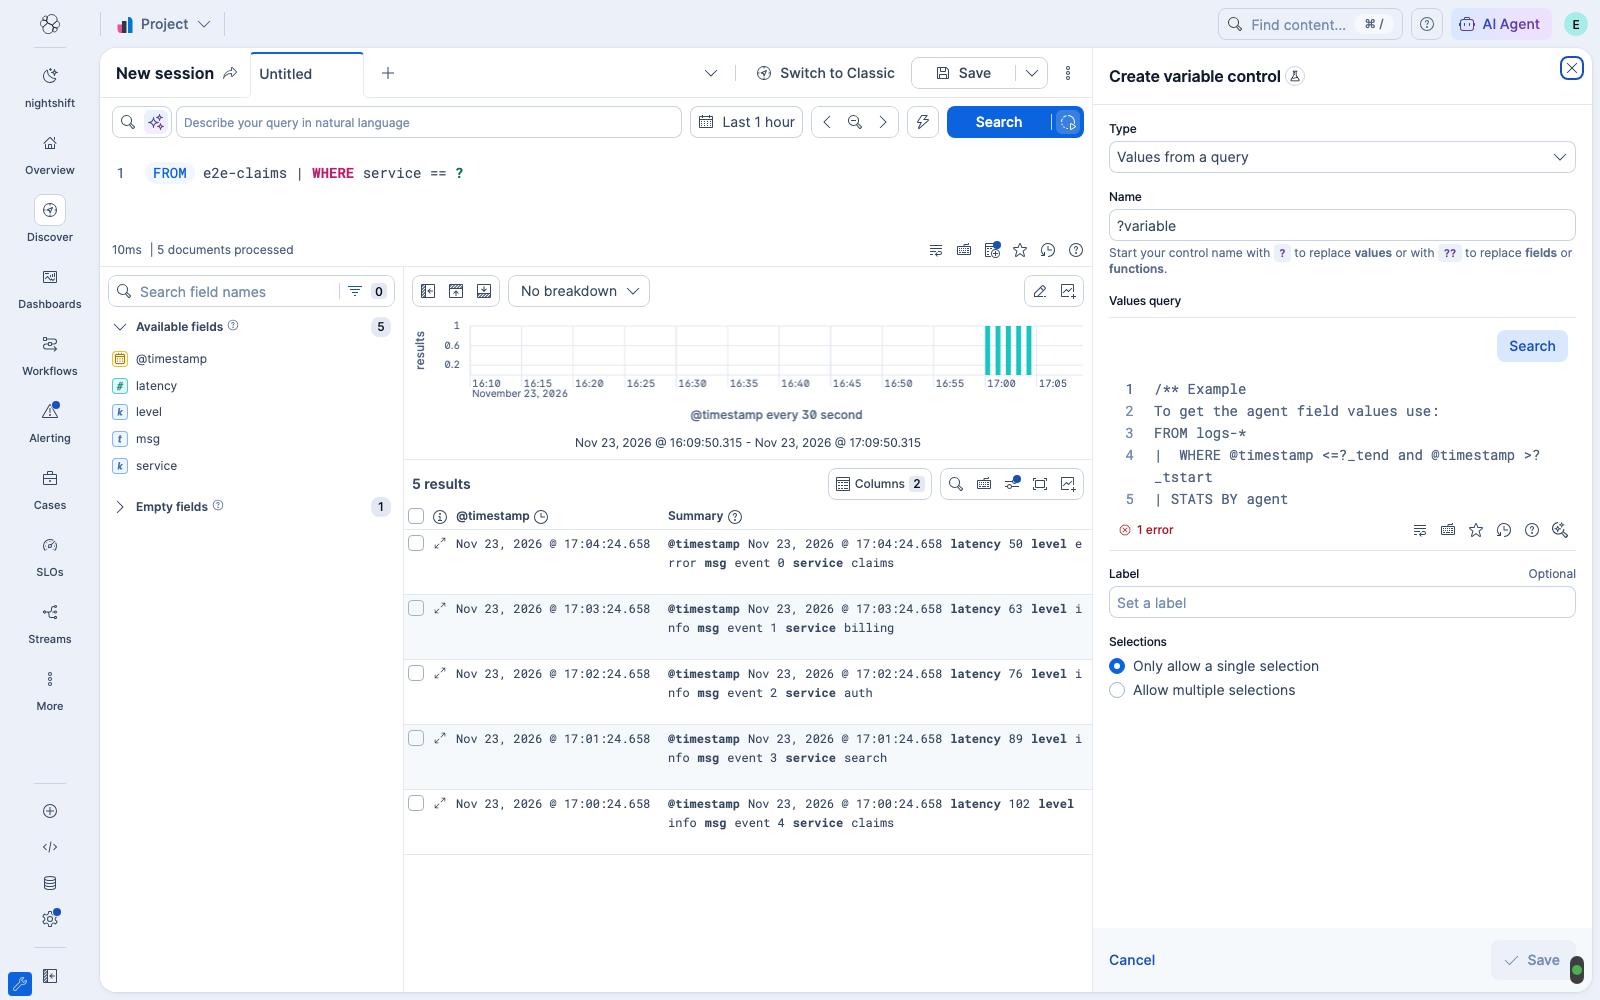 Project
Find content...
⌘ /
AI Agent
E
nightshift
Overview
Discover
Dashboards
Workflows
Alerting
Cases
SLOs
Streams
More
New session
Untitled
Switch to Classic
Save
Describe your query in natural language
Last 1 hour
Search
1 FROM e2e-claims | WHERE service == ?
10ms | 5 documents processed
Search field names
0
Available fields
5
@timestamp
# latency
k level
t msg
k service
Empty fields
1
No breakdown
results
1
0.6
0.2
16:10 16:15 16:20 16:25 16:30 16:35 16:40 16:45 16:50 16:55 17:00 17:05
November 23, 2026
@timestamp every 30 second
Nov 23, 2026 @ 16:09:50.315 - Nov 23, 2026 @ 17:09:50.315
5 results
Columns 2
@timestamp Summary
Nov 23, 2026 @ 17:04:24.658 @timestamp Nov 23, 2026 @ 17:04:24.658 latency 50 level e
rror msg event 0 service claims
Nov 23, 2026 @ 17:03:24.658 @timestamp Nov 23, 2026 @ 17:03:24.658 latency 63 level i
nfo msg event 1 service billing
Nov 23, 2026 @ 17:02:24.658 @timestamp Nov 23, 2026 @ 17:02:24.658 latency 76 level i
nfo msg event 2 service auth
Nov 23, 2026 @ 17:01:24.658 @timestamp Nov 23, 2026 @ 17:01:24.658 latency 89 level i
nfo msg event 3 service search
Nov 23, 2026 @ 17:00:24.658 @timestamp Nov 23, 2026 @ 17:00:24.658 latency 102 level
info msg event 4 service claims
Create variable control
Type
Values from a query
Name
?variable
Start your control name with ? to replace values or with ?? to replace fields or
functions.
Values query
Search
1 /** Example
2 To get the agent field values use:
3 FROM logs-*
4 |  WHERE @timestamp <=?_tend and @timestamp >?
_tstart
5 | STATS BY agent
1 error
Label
Optional
Set a label
Selections
Only allow a single selection
Allow multiple selections
Cancel
Save